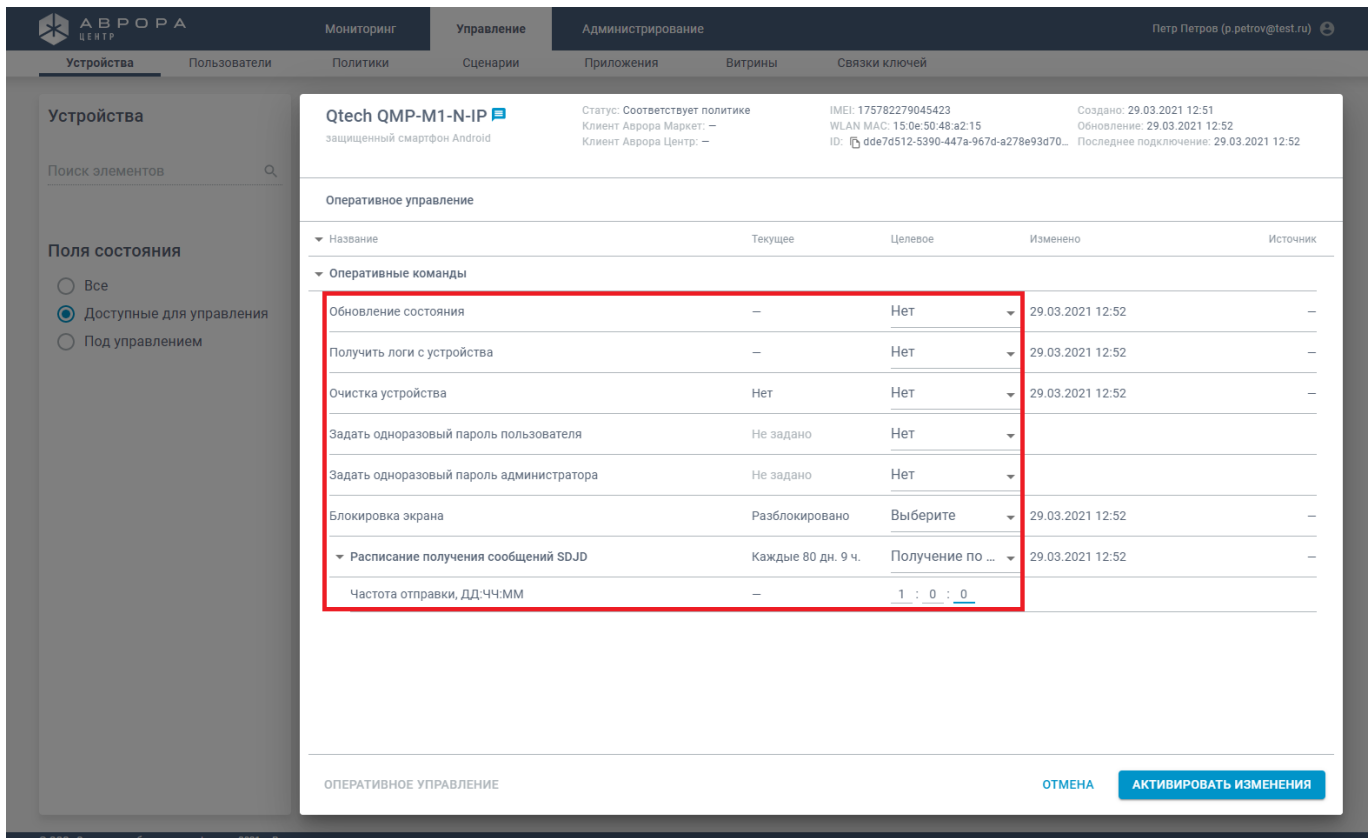 АВРОРА
ЦЕНТР
Мониторинг Управление Администрирование Петр Петров (p.petrov@test.ru)
Устройства Пользователи Политики Сценарии Приложения Витрины Связки ключей
Устройства
Поиск элементов
Поля состояния
Все
Доступные для управления
Под управлением
Qtech QMP-M1-N-IP
защищенный смартфон Android
Статус: Соответствует политике
Клиент Аврора Маркет: —
Клиент Аврора Центр: —
IMEI: 175782279045423
WLAN MAC: 15:0e:50:48:a2:15
ID: dde7d512-5390-447a-967d-a278e93d70...
Создано: 29.03.2021 12:51
Обновление: 29.03.2021 12:52
Последнее подключение: 29.03.2021 12:52
Оперативное управление
Название Текущее Целевое Изменено Источник
Оперативные команды
Обновление состояния — Нет 29.03.2021 12:52 —
Получить логи с устройства — Нет 29.03.2021 12:52 —
Очистка устройства Нет Нет 29.03.2021 12:52 —
Задать одноразовый пароль пользователя Не задано Нет
Задать одноразовый пароль администратора Не задано Нет
Блокировка экрана Разблокировано Выберите 29.03.2021 12:52 —
Расписание получения сообщений SDJD Каждые 80 дн. 9 ч. Получение по ... 29.03.2021 12:52 —
Частота отправки, ДД:ЧЧ:ММ — 1 : 0 : 0
ОПЕРАТИВНОЕ УПРАВЛЕНИЕ ОТМЕНА АКТИВИРОВАТЬ ИЗМЕНЕНИЯ